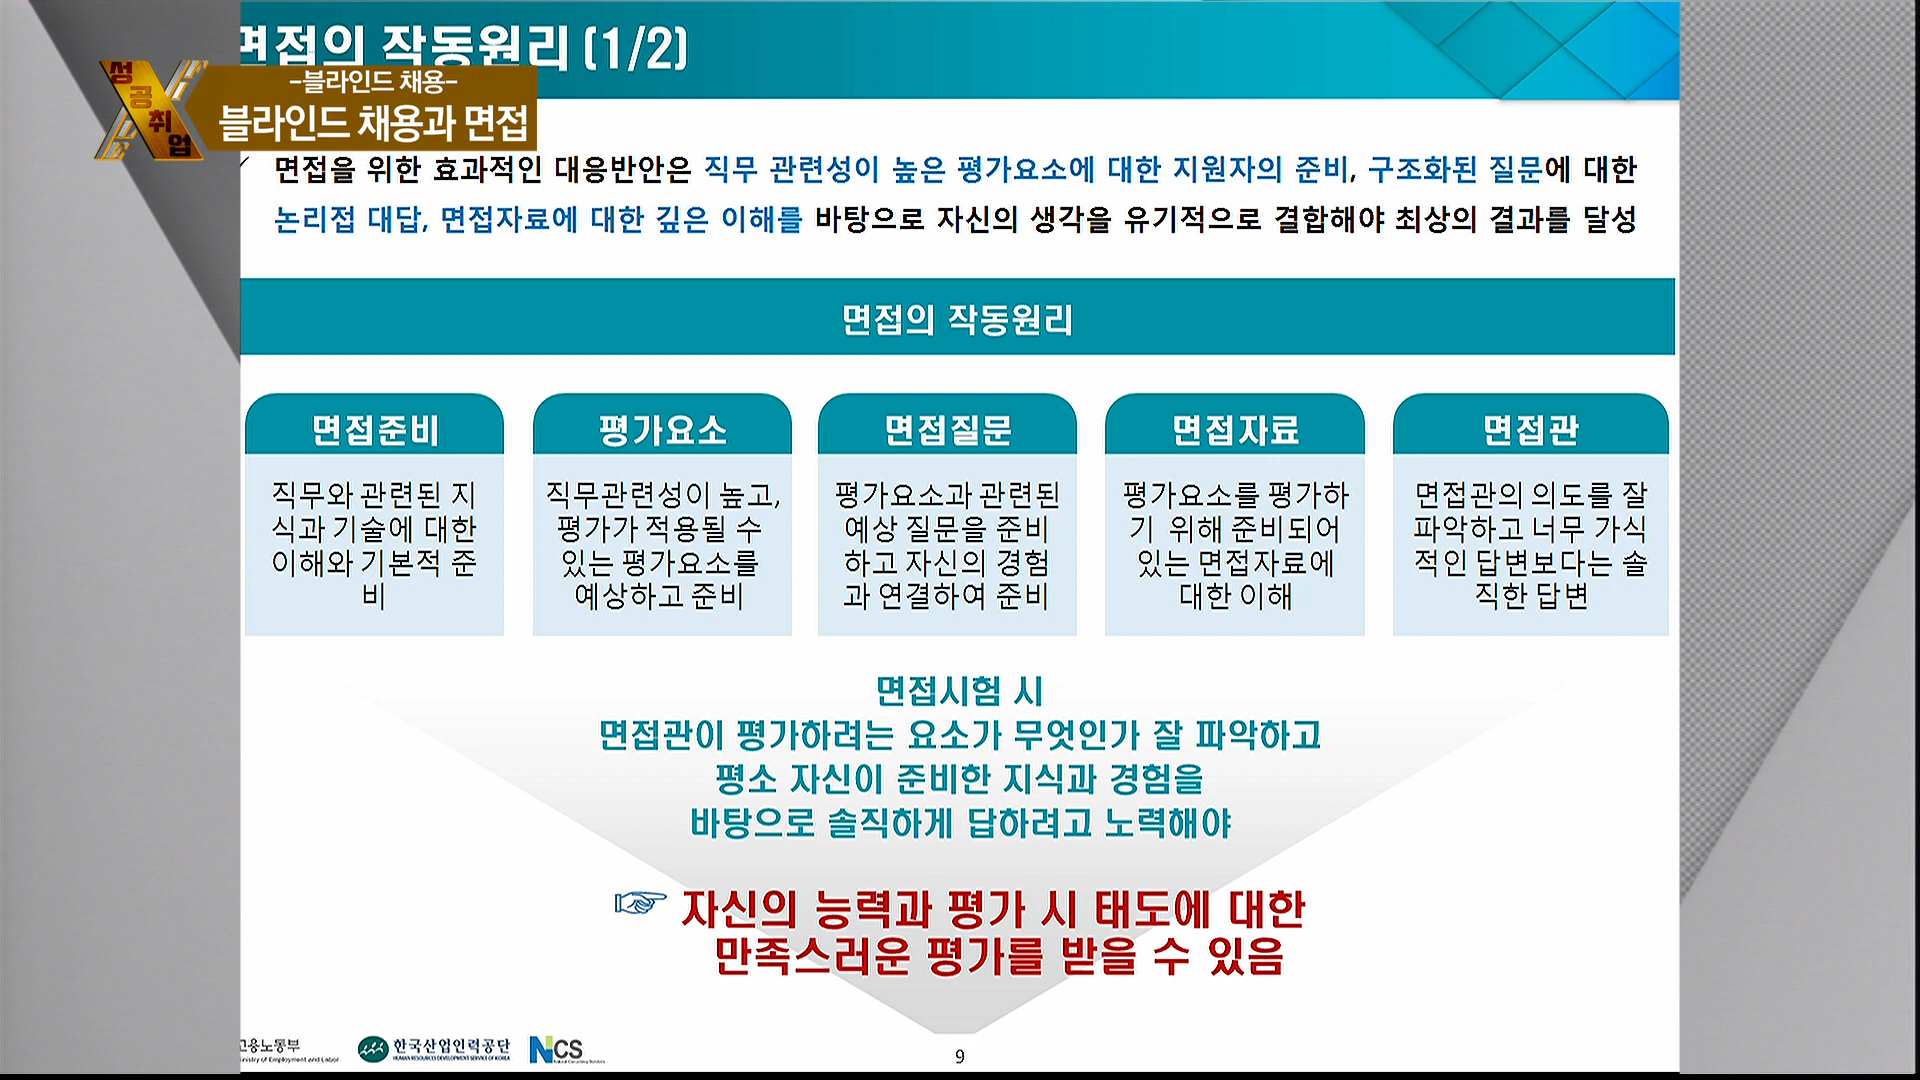 면접의 작동원리 (1/2)
성공취업
-블라인드 채용-
블라인드 채용과 면접
면접을 위한 효과적인 대응반안은 직무 관련성이 높은 평가요소에 대한 지원자의 준비, 구조화된 질문에 대한
논리접 대답, 면접자료에 대한 깊은 이해를 바탕으로 자신의 생각을 유기적으로 결합해야 최상의 결과를 달성
면접의 작동원리
면접준비
직무와 관련된 지
식과 기술에 대한
이해와 기본적 준
비
평가요소
직무관련성이 높고,
평가가 적용될 수
있는 평가요소를
예상하고 준비
면접질문
평가요소과 관련된
예상 질문을 준비
하고 자신의 경험
과 연결하여 준비
면접자료
평가요소를 평가하
기 위해 준비되어
있는 면접자료에
대한 이해
면접관
면접관의 의도를 잘
파악하고 너무 가식
적인 답변보다는 솔
직한 답변
면접시험 시
면접관이 평가하려는 요소가 무엇인가 잘 파악하고
평소 자신이 준비한 지식과 경험을
바탕으로 솔직하게 답하려고 노력해야
☞ 자신의 능력과 평가 시 태도에 대한
만족스러운 평가를 받을 수 있음
고용노동부
Ministry of Employment and Labor
한국산업인력공단
HUMAN RESOURCES DEVELOPMENT SERVICE OF KOREA
NCS
9